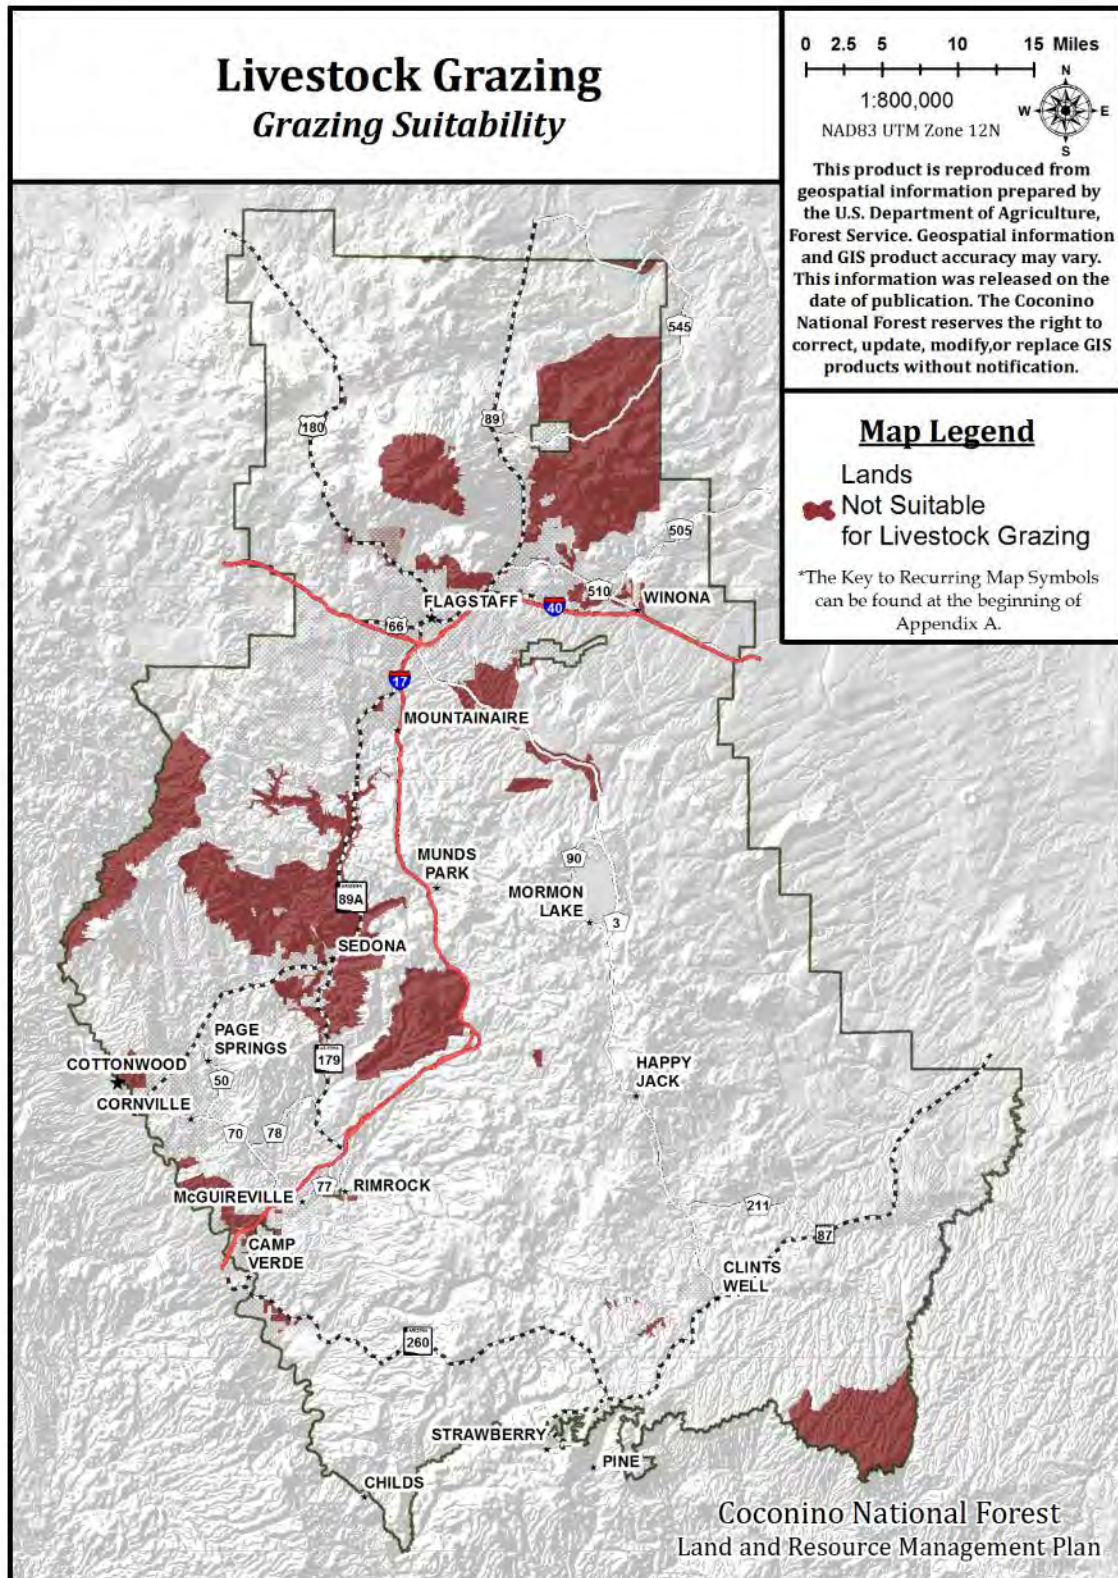 Livestock Grazing
Grazing Suitability
0 2.5 5 10 15 Miles
1:800,000
NAD83 UTM Zone 12N
N
W E
S
This product is reproduced from
geospatial information prepared by
the U.S. Department of Agriculture,
Forest Service. Geospatial information
and GIS product accuracy may vary.
This information was released on the
date of publication. The Coconino
National Forest reserves the right to
correct, update, modify,or replace GIS
products without notification.
Map Legend
Lands
Not Suitable
for Livestock Grazing
*The Key to Recurring Map Symbols
can be found at the beginning of
Appendix A.
545
180
89
505
510
FLAGSTAFF
40
WINONA
66
17
MOUNTAINAIRE
MUNDS
PARK
90
MORMON
LAKE
3
ARIZONA
89A
SEDONA
PAGE
SPRINGS
ARIZONA
179
COTTONWOOD
50
CORNVILLE
HAPPY
JACK
70
78
McGUIREVILLE
77
RIMROCK
211
87
CAMP
VERDE
CLINTS
WELL
ARIZONA
260
STRAWBERRY
PINE
CHILDS
Coconino National Forest
Land and Resource Management Plan